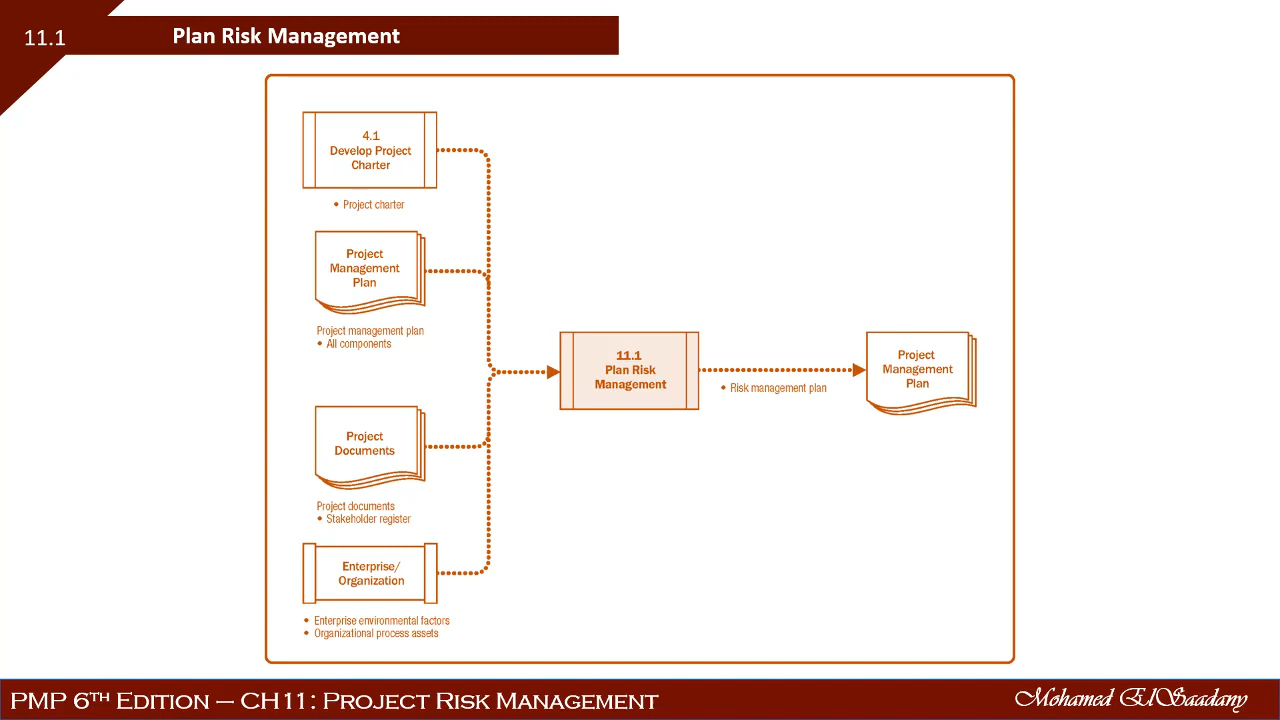 11.1
Plan Risk Management
4.1
Develop Project
Charter
• Project charter
Project
Management
Plan
Project management plan
• All components
Project
Documents
Project documents
• Stakeholder register
Enterprise/
Organization
• Enterprise environmental factors
• Organizational process assets
11.1
Plan Risk
Management
• Risk management plan
Project
Management
Plan
PMP 6TH Edition – CH11: Project Risk Management
Mohamed ElSaadany